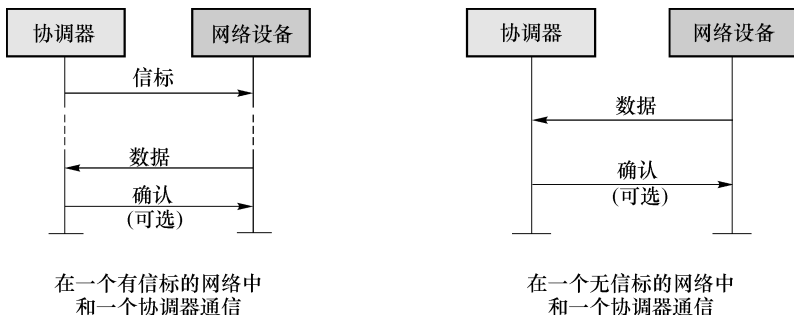 协调器
网络设备
信标
数据
确认
(可选)
在一个有信标的网络中
和一个协调器通信
协调器
网络设备
数据
确认
(可选)
在一个无信标的网络中
和一个协调器通信